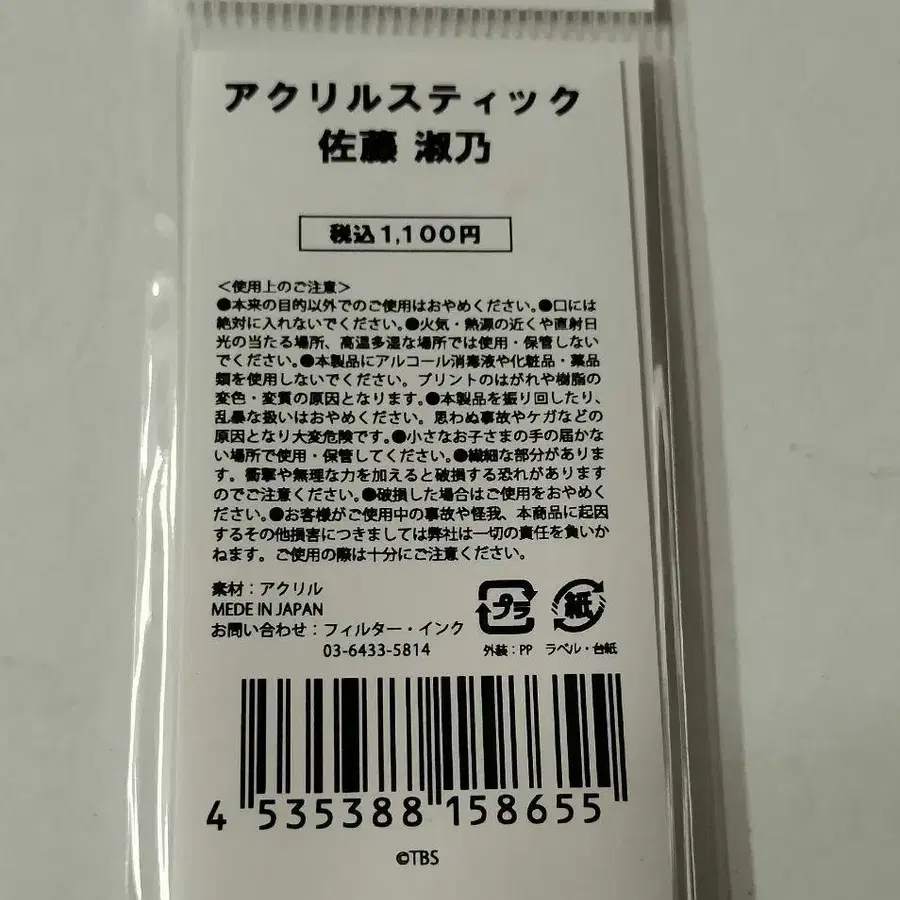 アクリルスティック
佐藤 淑乃
税込1,100円
＜使用上のご注意＞
●本来の目的以外でのご使用はおやめください。●口には
絶対に入れないでください。●火気・熱源の近くや直射日
光の当たる場所、高温多湿な場所では使用・保管しない
でください。●本製品にアルコール消毒液や化粧品・薬品
類を使用しないでください。プリントのはがれや樹脂の
変色・変質の原因となります。●本製品を振り回したり、
乱暴な扱いはおやめください。思わぬ事故やケガなどの
原因となり大変危険です。●小さなお子さまの手の届かな
い場所で使用・保管してください。●繊細な部分がありま
す。衝撃や無理な力を加えると破損する恐れがあります
のでご注意ください。●破損した場合はご使用をおやめく
ださい。●お客様がご使用中の事故や怪我、本商品に起因
するその他損害につきましては弊社は一切の責任を負いか
ねます。ご使用の際は十分にご注意ください。
素材：アクリル
MEDE IN JAPAN
お問い合わせ：フィルター・インク
03-6433-5814
プラ 紙
外装：PP ラベル・台紙
4 535388 158655
©TBS